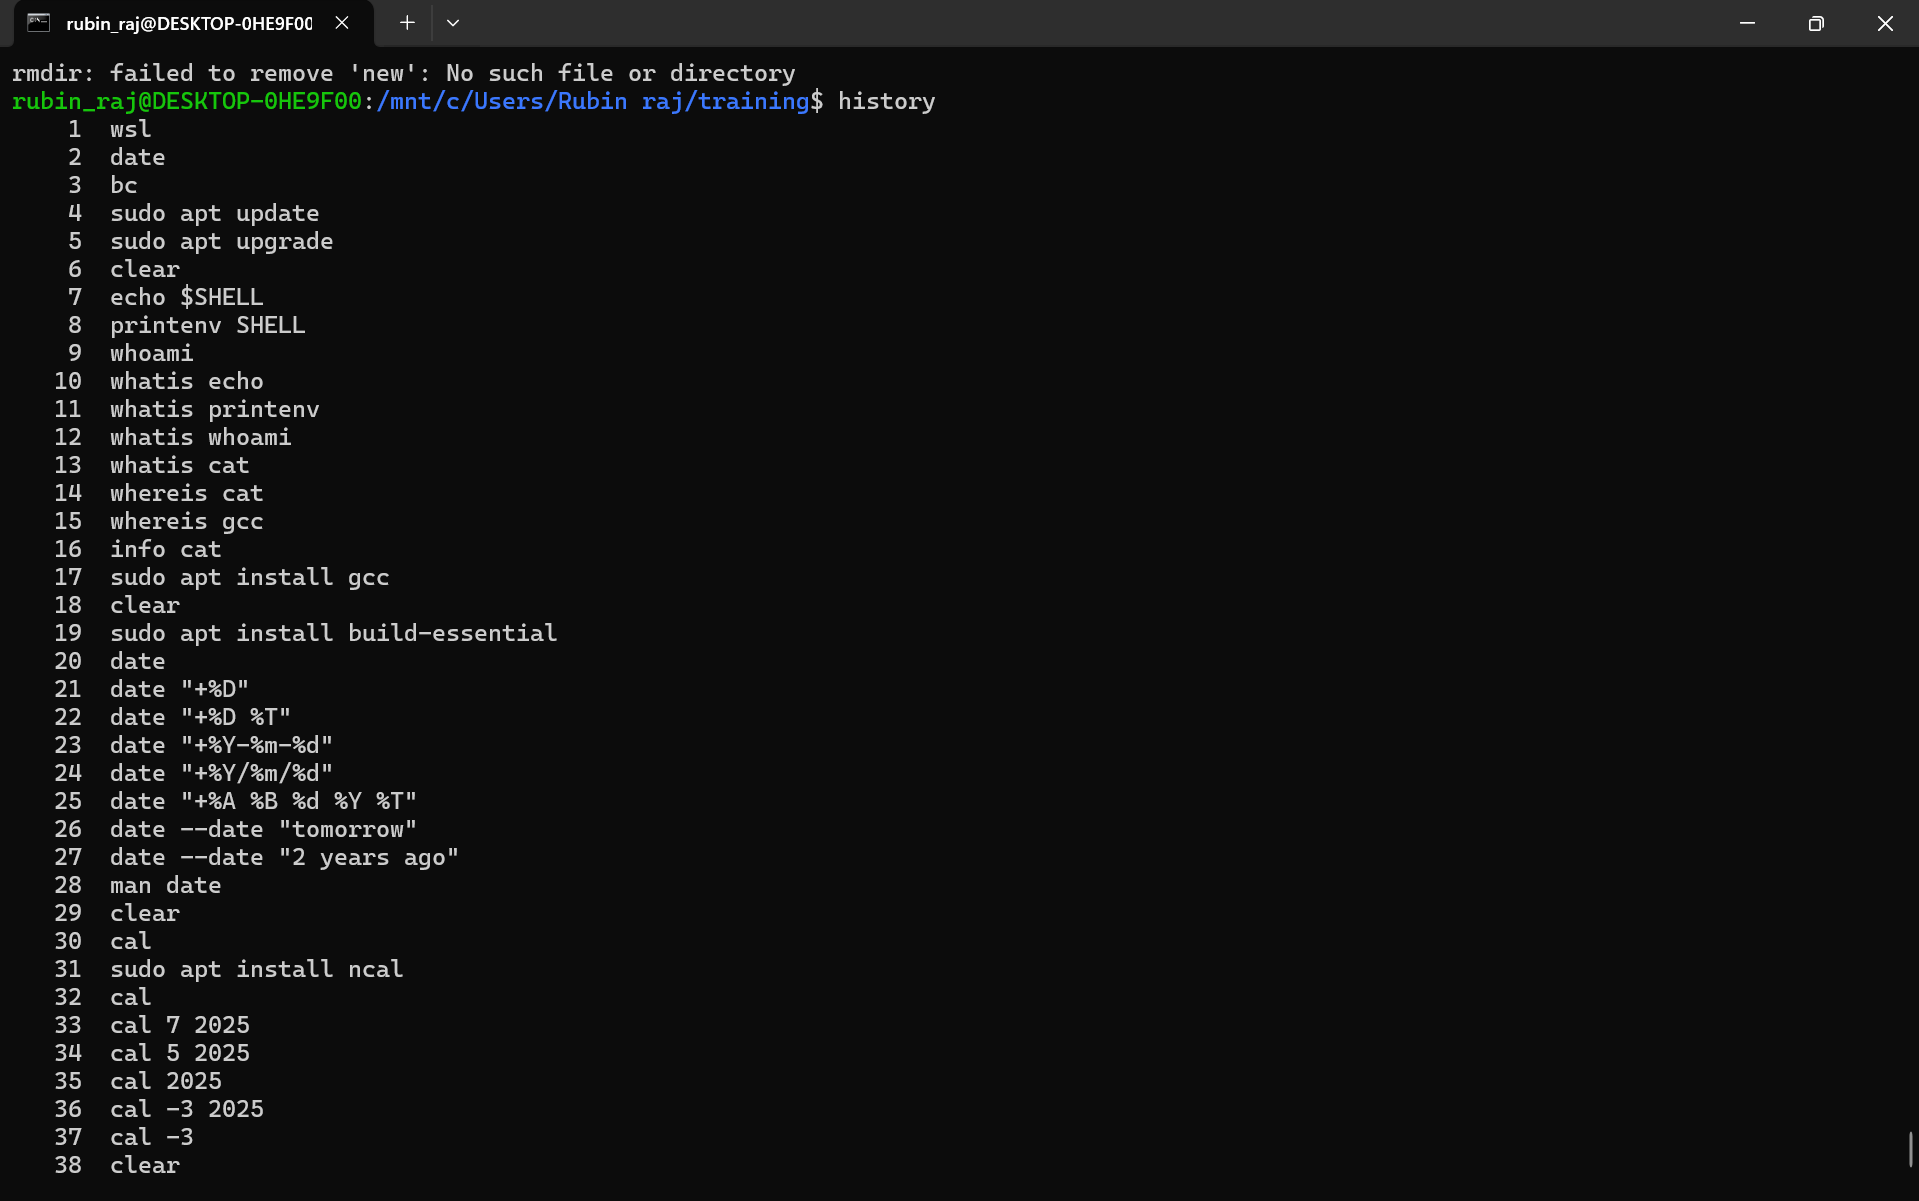 rubin_raj@DESKTOP-0HE9F00
rmdir: failed to remove 'new': No such file or directory
rubin_raj@DESKTOP-0HE9F00:/mnt/c/Users/Rubin raj/training$ history
1 wsl
2 date
3 bc
4 sudo apt update
5 sudo apt upgrade
6 clear
7 echo $SHELL
8 printenv SHELL
9 whoami
10 whatis echo
11 whatis printenv
12 whatis whoami
13 whatis cat
14 whereis cat
15 whereis gcc
16 info cat
17 sudo apt install gcc
18 clear
19 sudo apt install build-essential
20 date
21 date "+%D"
22 date "+%D %T"
23 date "+%Y-%m-%d"
24 date "+%Y/%m/%d"
25 date "+%A %B %d %Y %T"
26 date --date "tomorrow"
27 date --date "2 years ago"
28 man date
29 clear
30 cal
31 sudo apt install ncal
32 cal
33 cal 7 2025
34 cal 5 2025
35 cal 2025
36 cal -3 2025
37 cal -3
38 clear